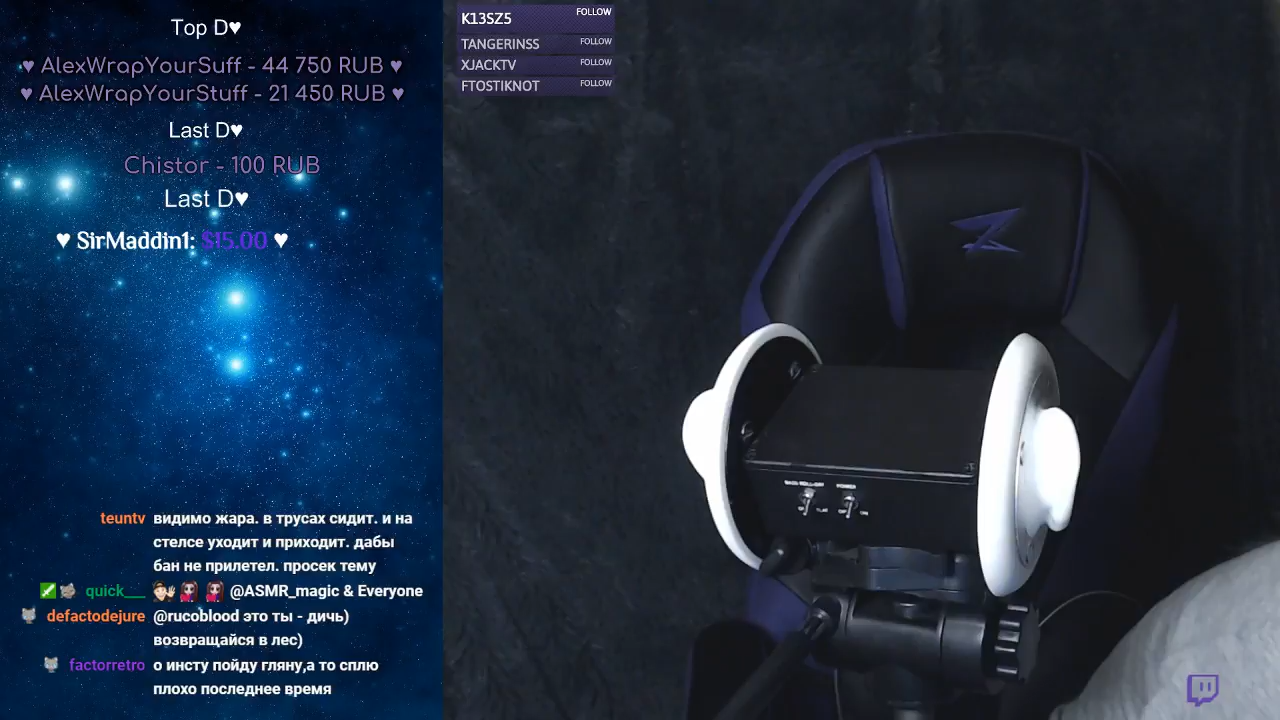 Top D♥
♥ AlexWrapYourSuff - 44 750 RUB ♥
♥ AlexWrapYourStuff - 21 450 RUB ♥
Last D♥
Chistor - 100 RUB
Last D♥
♥ SirMaddin1: $15.00 ♥
K13SZ5 FOLLOW
TANGERINSS FOLLOW
XJACKTV FOLLOW
FTOSTIKNOT FOLLOW
POWER
teuntv видимо жара. в трусах сидит. и на
стелсе уходит и приходит. дабы
бан не прилетел. просек тему
quick___ @ASMR_magic & Everyone
defactodejure @rucoblood это ты - дичь)
возвращайся в лес)
factorretro о инсту пойду гляну,а то сплю
плохо последнее время